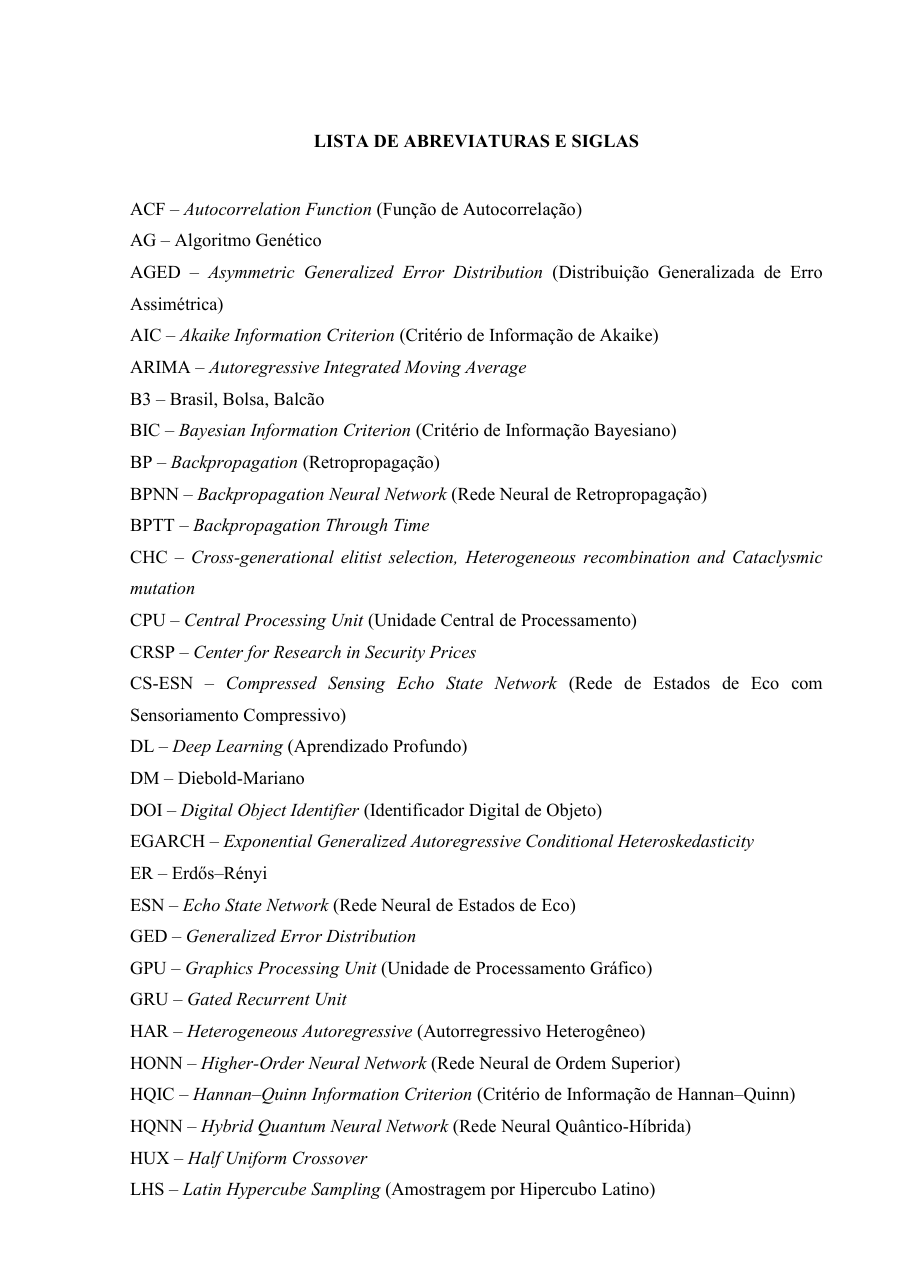 LISTA DE ABREVIATURAS E SIGLAS
ACF – Autocorrelation Function (Função de Autocorrelação)
AG – Algoritmo Genético
AGED – Asymmetric Generalized Error Distribution (Distribuição Generalizada de Erro
Assimétrica)
AIC – Akaike Information Criterion (Critério de Informação de Akaike)
ARIMA – Autoregressive Integrated Moving Average
B3 – Brasil, Bolsa, Balcão
BIC – Bayesian Information Criterion (Critério de Informação Bayesiano)
BP – Backpropagation (Retropropagação)
BPNN – Backpropagation Neural Network (Rede Neural de Retropropagação)
BPTT – Backpropagation Through Time
CHC – Cross-generational elitist selection, Heterogeneous recombination and Cataclysmic
mutation
CPU – Central Processing Unit (Unidade Central de Processamento)
CRSP – Center for Research in Security Prices
CS-ESN – Compressed Sensing Echo State Network (Rede de Estados de Eco com
Sensoriamento Compressivo)
DL – Deep Learning (Aprendizado Profundo)
DM – Diebold-Mariano
DOI – Digital Object Identifier (Identificador Digital de Objeto)
EGARCH – Exponential Generalized Autoregressive Conditional Heteroskedasticity
ER – Erdős–Rényi
ESN – Echo State Network (Rede Neural de Estados de Eco)
GED – Generalized Error Distribution
GPU – Graphics Processing Unit (Unidade de Processamento Gráfico)
GRU – Gated Recurrent Unit
HAR – Heterogeneous Autoregressive (Autorregressivo Heterogêneo)
HONN – Higher-Order Neural Network (Rede Neural de Ordem Superior)
HQIC – Hannan–Quinn Information Criterion (Critério de Informação de Hannan–Quinn)
HQNN – Hybrid Quantum Neural Network (Rede Neural Quântico-Híbrida)
HUX – Half Uniform Crossover
LHS – Latin Hypercube Sampling (Amostragem por Hipercubo Latino)